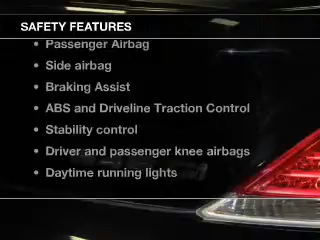 SAFETY FEATURES
• Passenger Airbag
• Side airbag
• Braking Assist
• ABS and Driveline Traction Control
• Stability control
• Driver and passenger knee airbags
• Daytime running lights